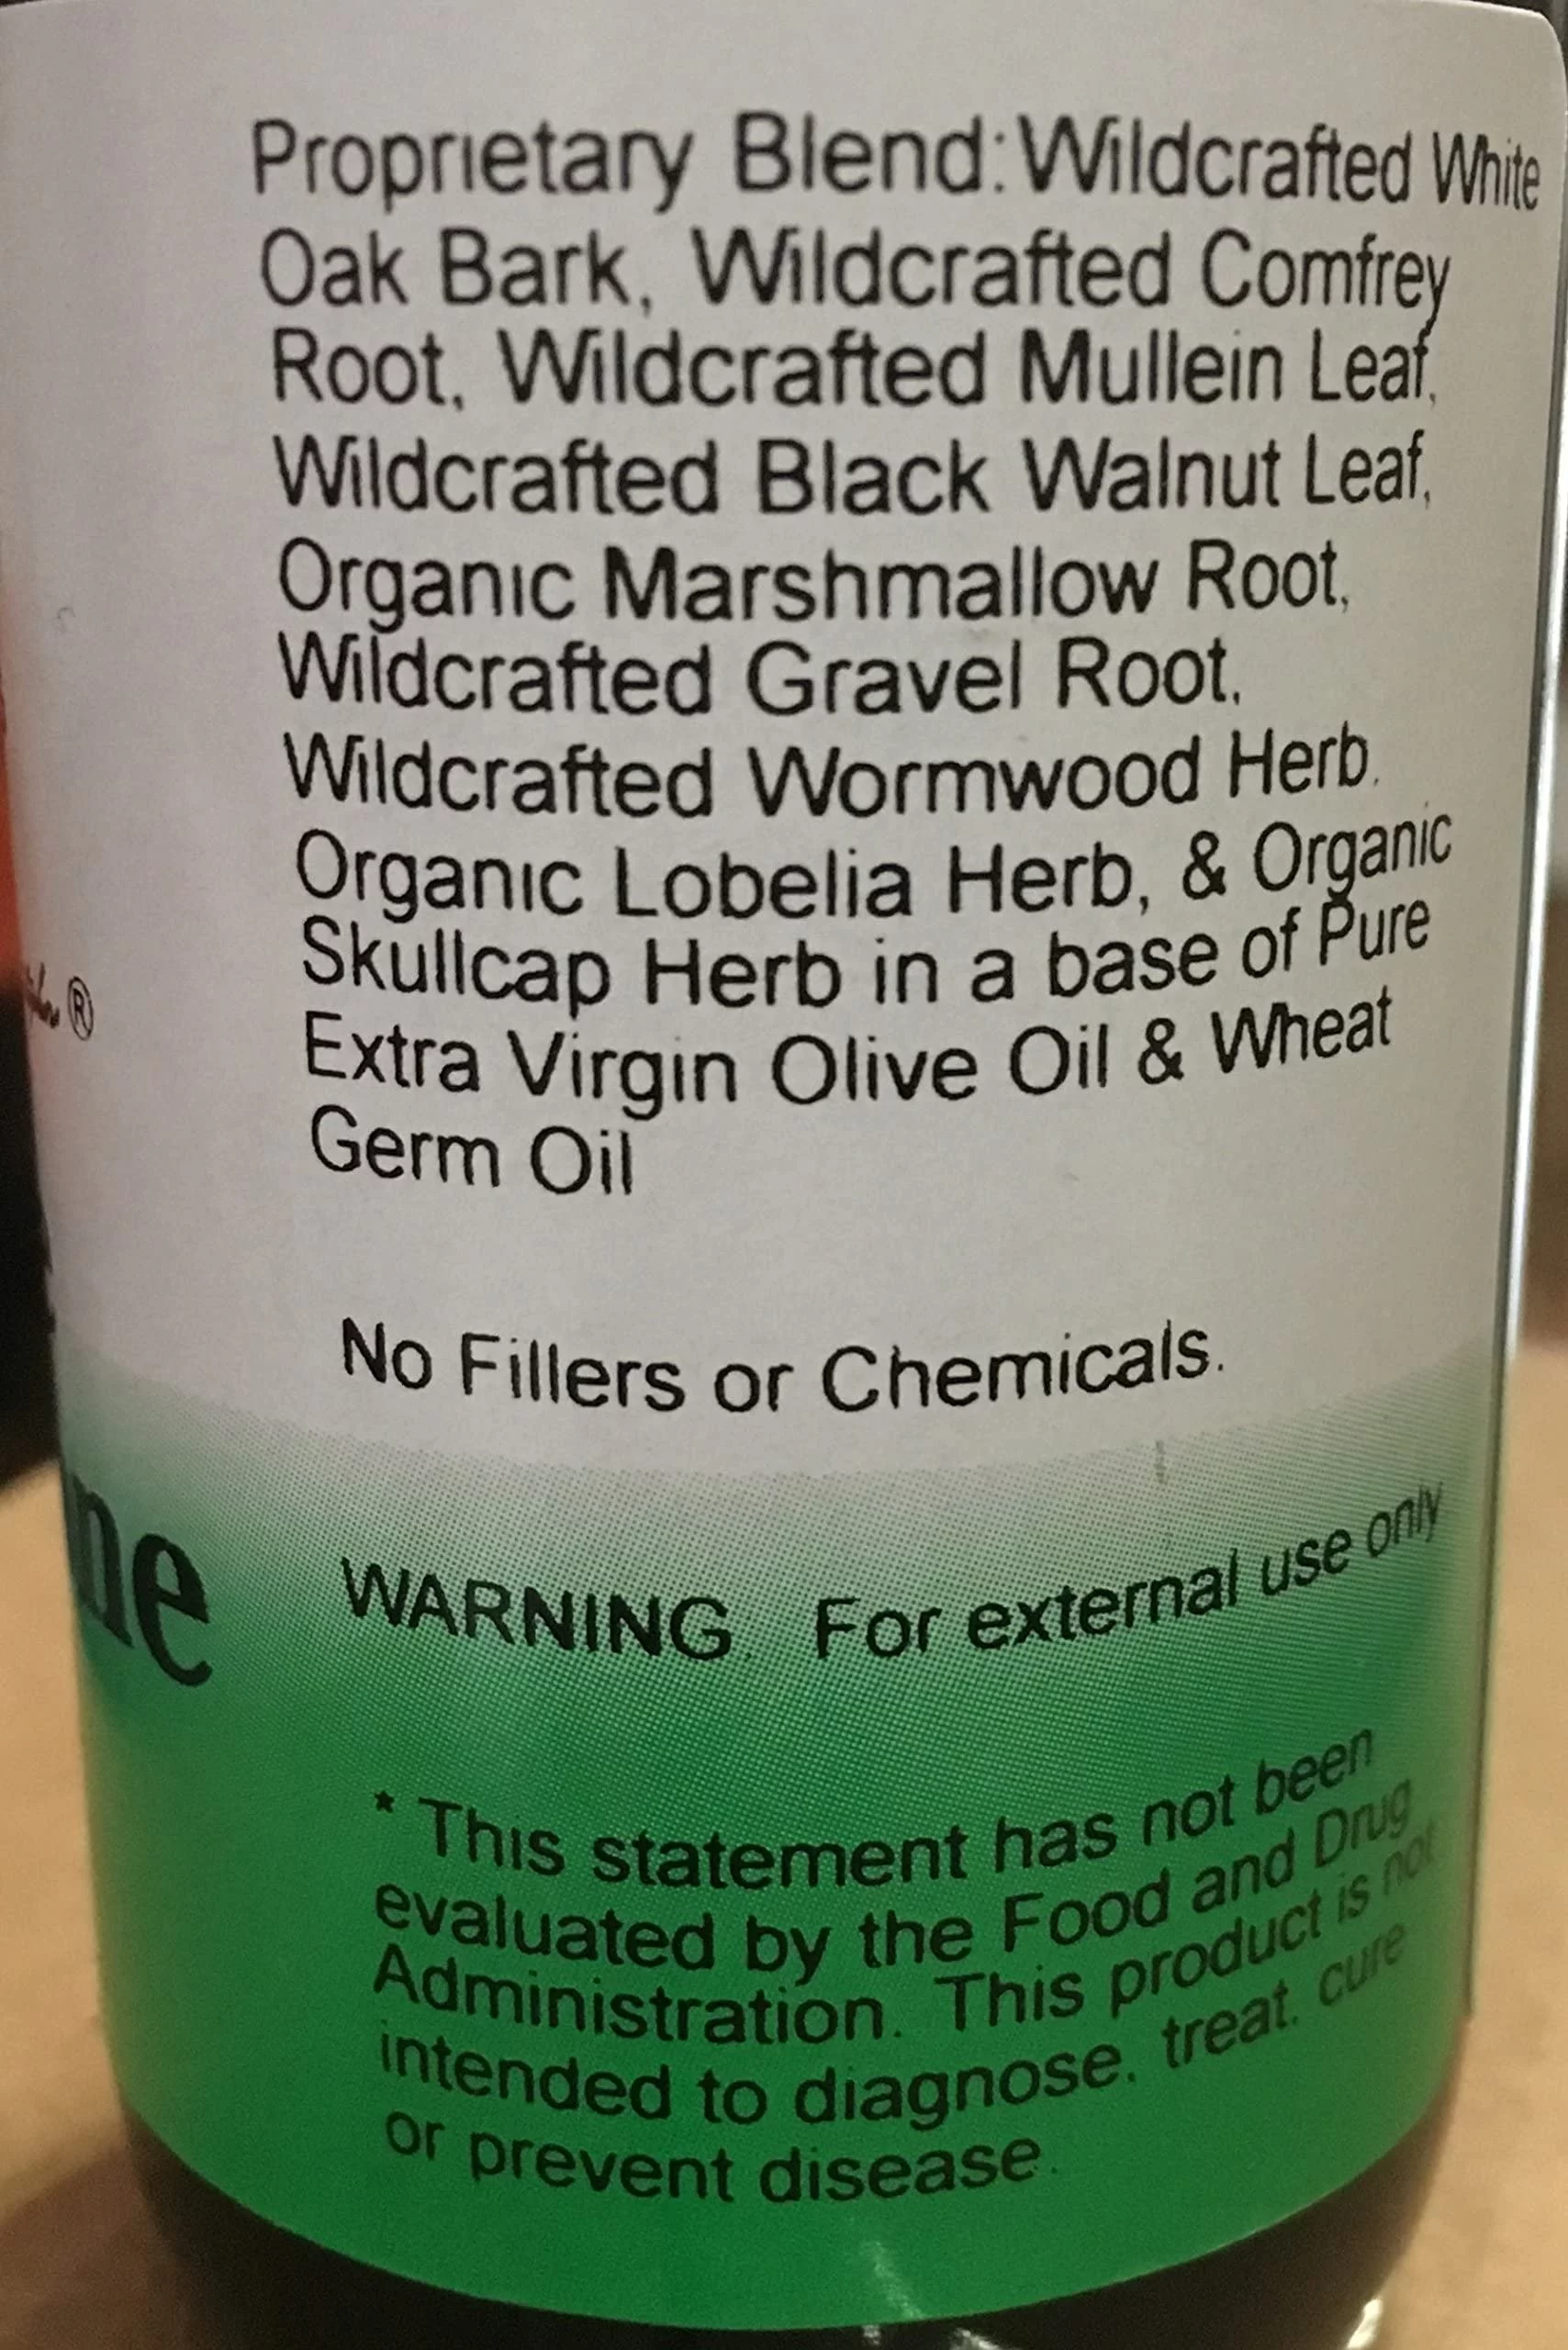 Proprietary Blend: Wildcrafted White
Oak Bark, Wildcrafted Comfrey
Root, Wildcrafted Mullein Leaf,
Wildcrafted Black Walnut Leaf,
Organic Marshmallow Root,
Wildcrafted Gravel Root,
Wildcrafted Wormwood Herb,
Organic Lobelia Herb, & Organic
Skullcap Herb in a base of Pure
Extra Virgin Olive Oil & Wheat
Germ Oil
®
No Fillers or Chemicals.
ne
WARNING: For external use only
* This statement has not been
evaluated by the Food and Drug
Administration. This product is not
intended to diagnose, treat, cure
or prevent disease.